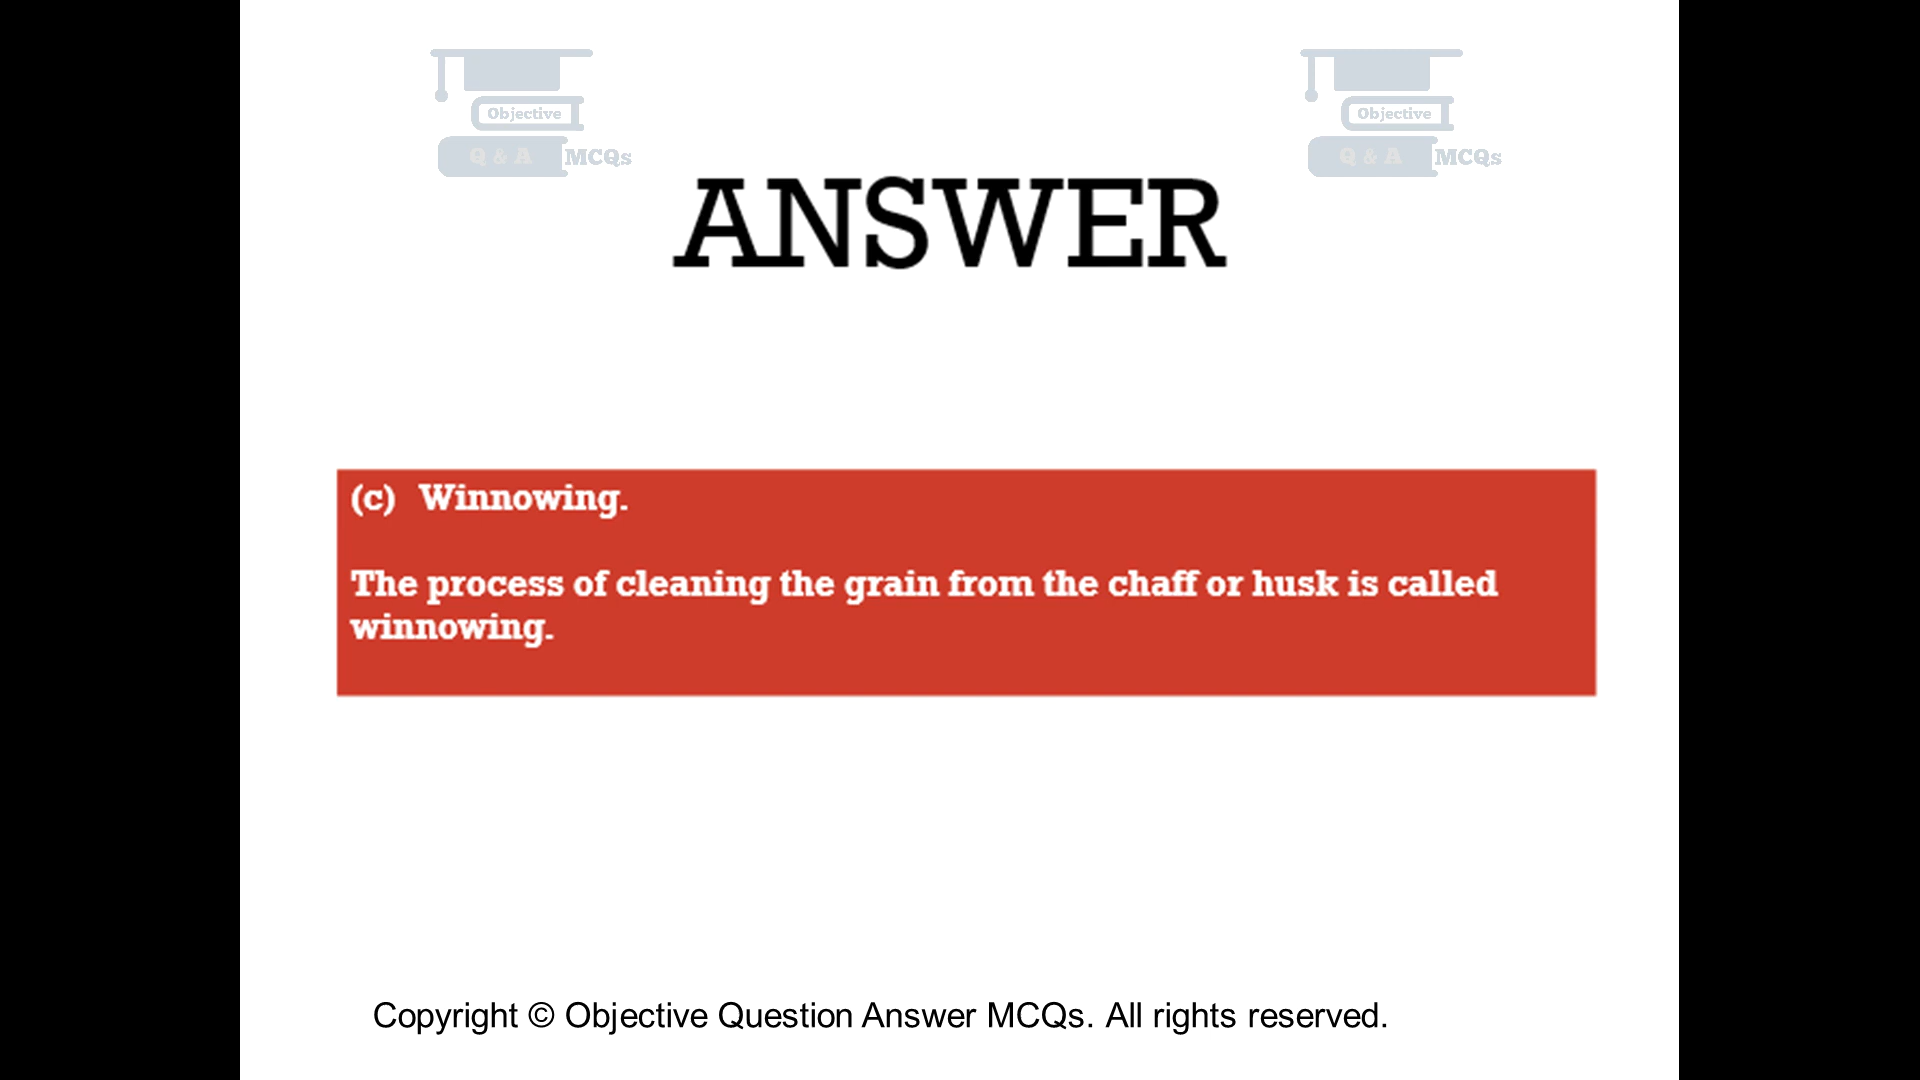 Objective
Q & A MCQs
Objective
Q & A MCQs
ANSWER
(c) Winnowing.
The process of cleaning the grain from the chaff or husk is called
winnowing.
Copyright © Objective Question Answer MCQs. All rights reserved.